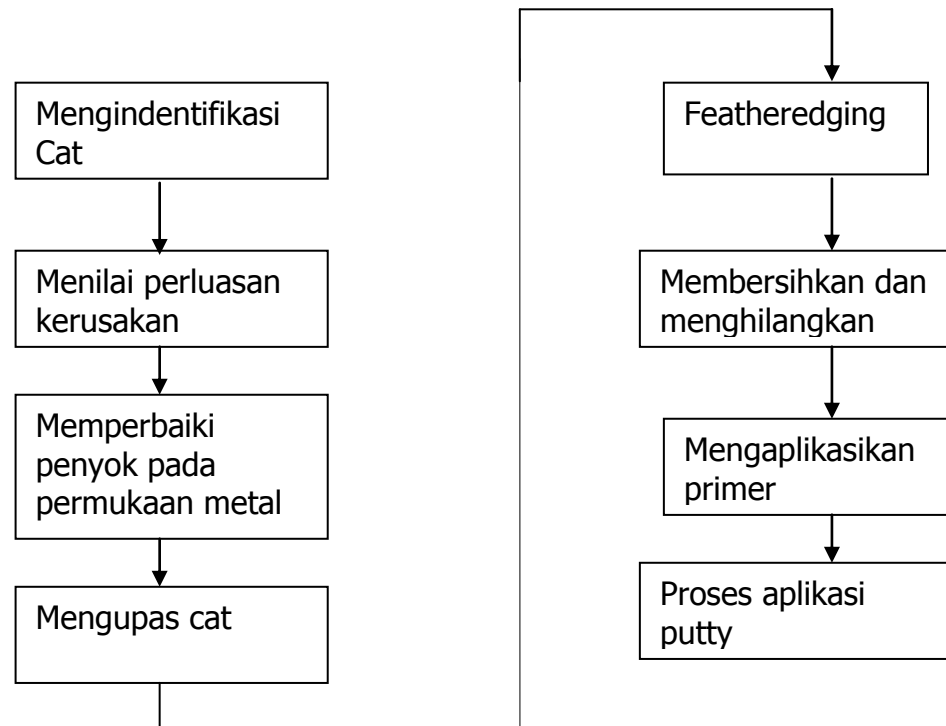 Mengindentifikasi
Cat
Menilai perluasan
kerusakan
Memperbaiki
penyok pada
permukaan metal
Mengupas cat
Featheredging
Membersihkan dan
menghilangkan
Mengaplikasikan
primer
Proses aplikasi
putty